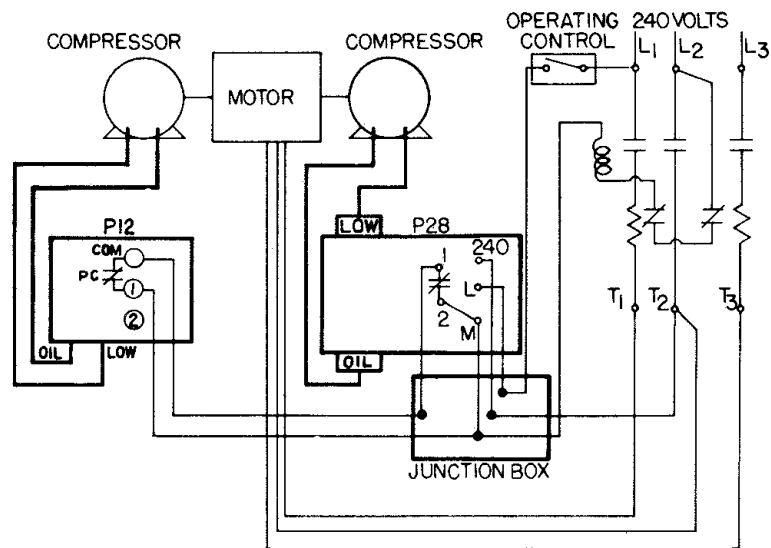 OPERATING CONTROL
240 VOLTS
COMPRESSOR
COMPRESSOR
L1
L2
L3
MOTOR
P12
COM
PC
1
2
OIL
LOW
LOW
P28
1
240
L
2
M
OIL
T1
T2
T3
JUNCTION BOX